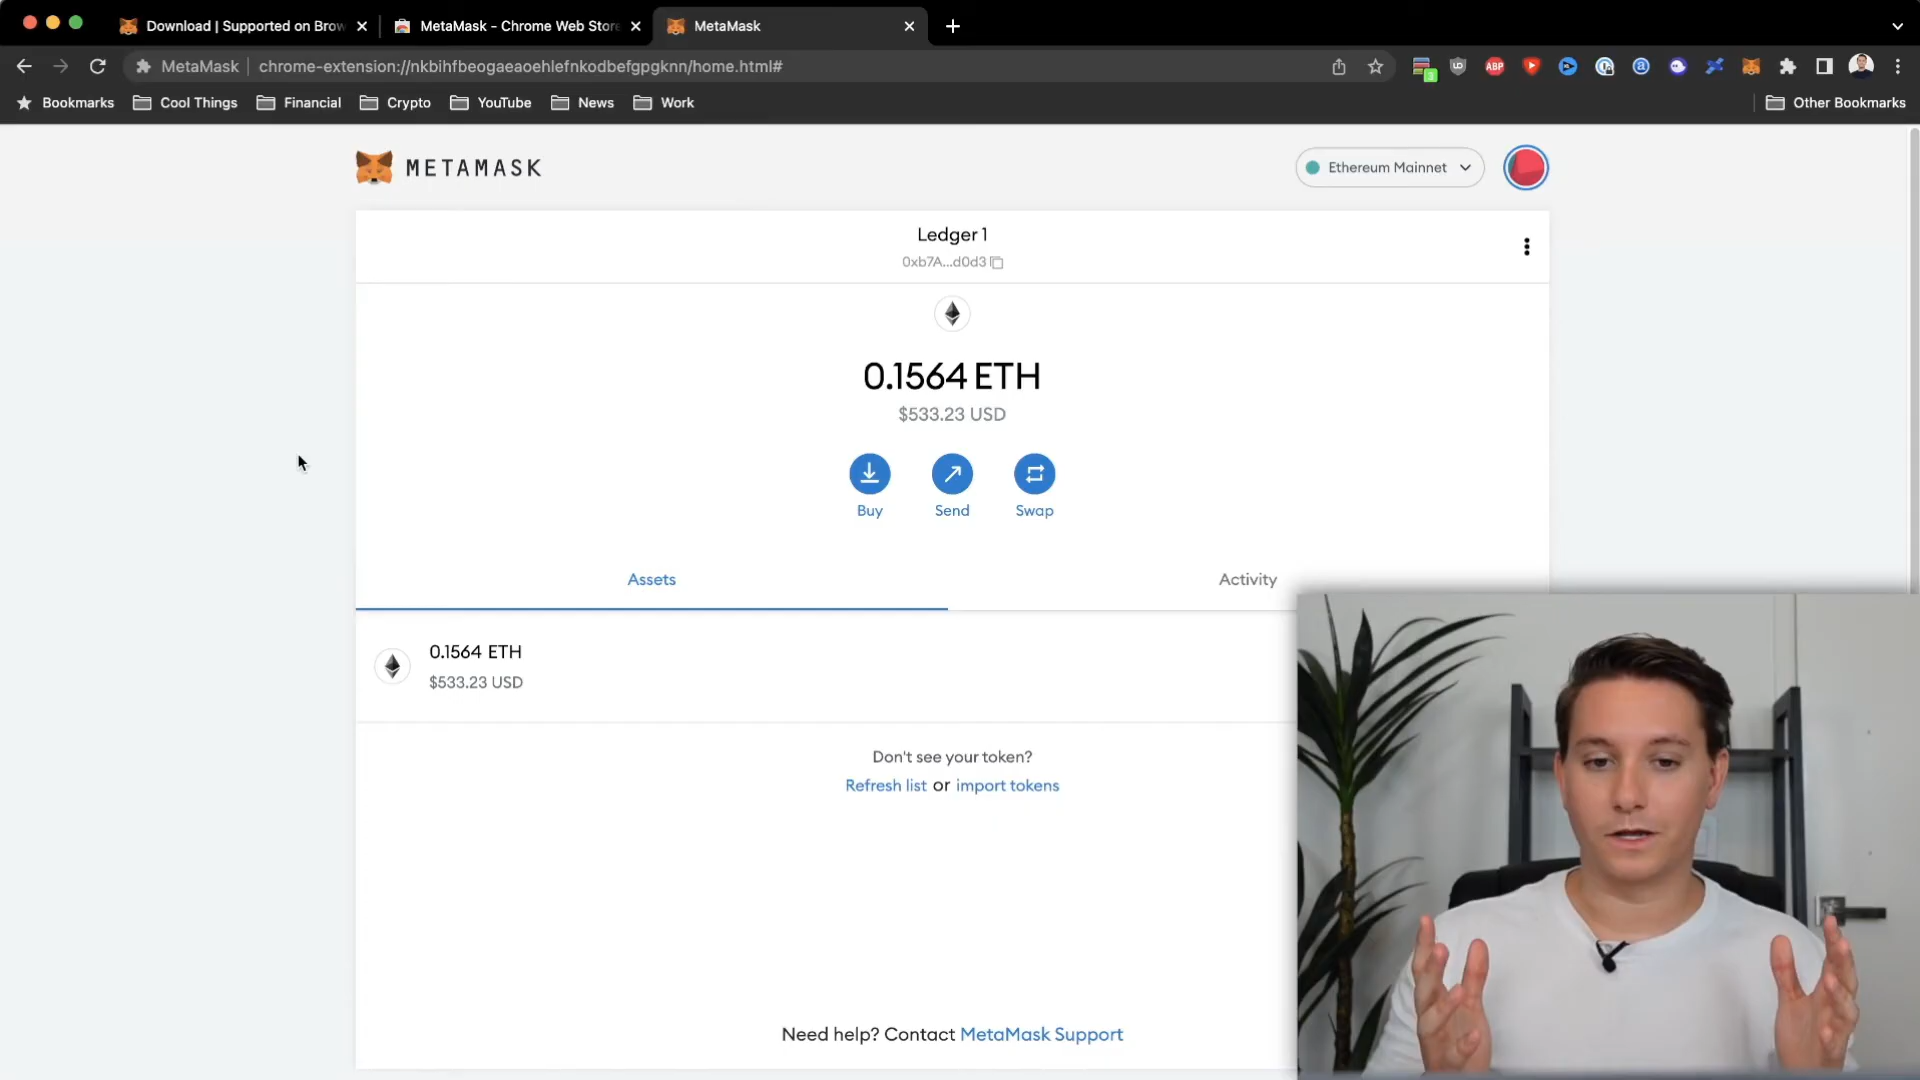 Download | Supported on Brow
MetaMask - Chrome Web Store
MetaMask
MetaMask
chrome-extension://nkbihfbeogaeaoehlefnkodbefgpgknn/home.html#
3
ABP
Bookmarks
Cool Things
Financial
Crypto
YouTube
News
Work
Other Bookmarks
METAMASK
Ethereum Mainnet
Ledger 1
0xb7A...d0d3
0.1564 ETH
$533.23 USD
Buy
Send
Swap
Assets
Activity
0.1564 ETH
$533.23 USD
Don't see your token?
Refresh list or import tokens
Need help? Contact MetaMask Support